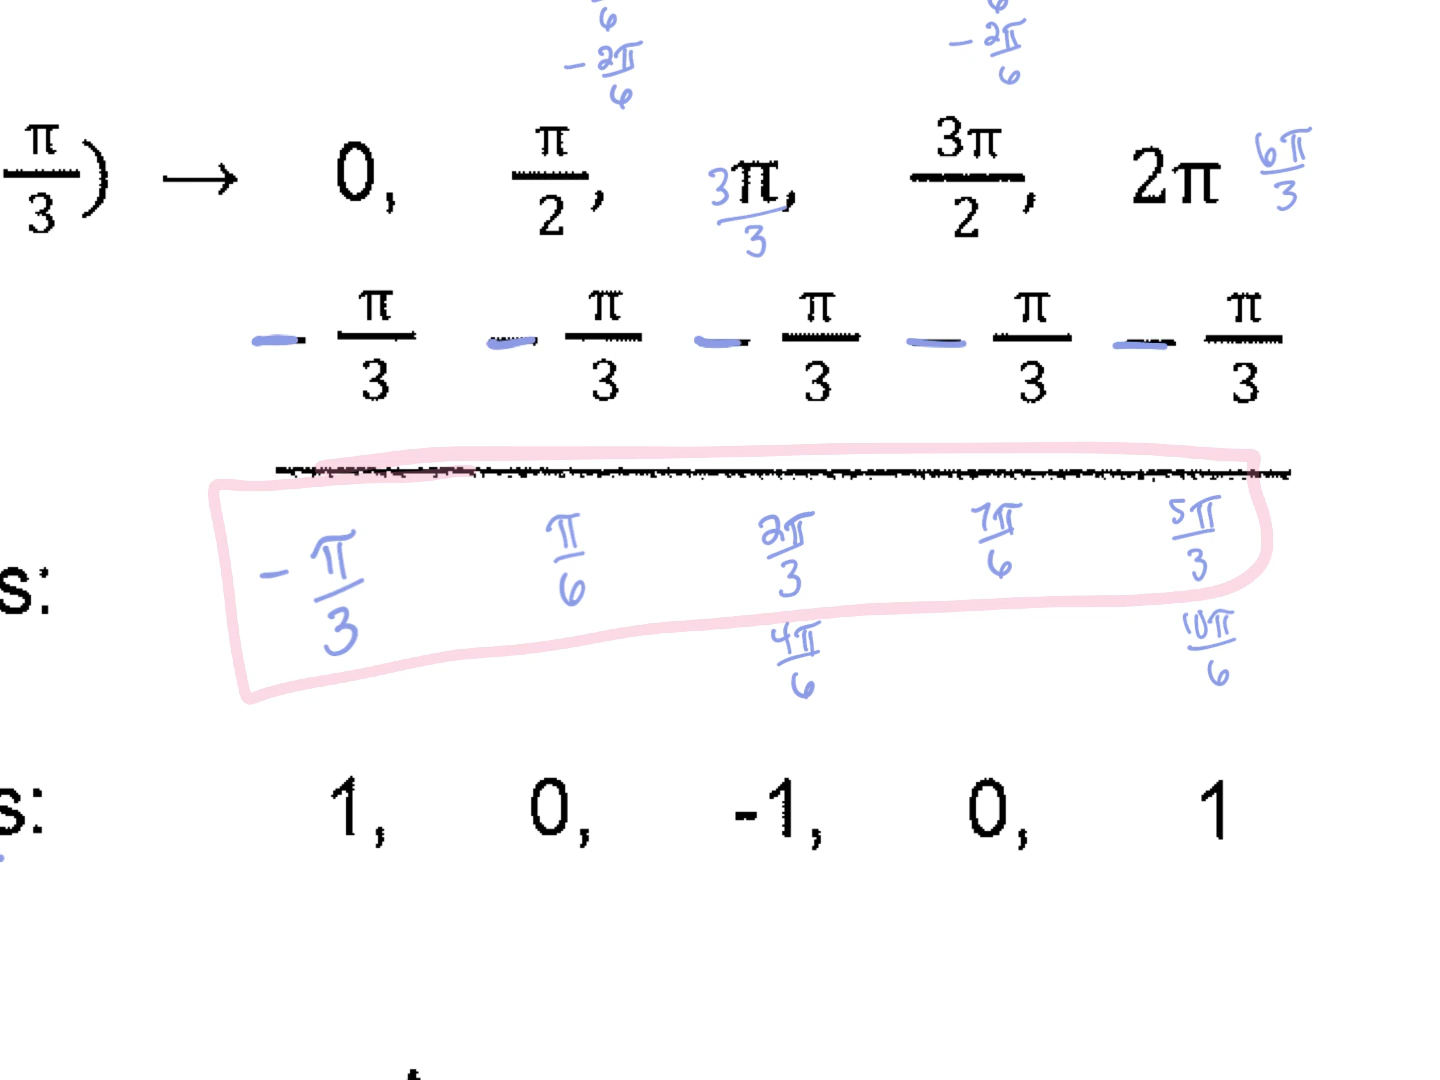 6 6
- 2π/6 - 2π/6
π/3) → 0, π/2, 3π/3, 3π/2, 2π 6π/3
- π/3 - π/3 - π/3 - π/3 - π/3
s: - π/3 π/6 2π/3 7π/6 5π/3
4π/6 10π/6
s: 1, 0, -1, 0, 1